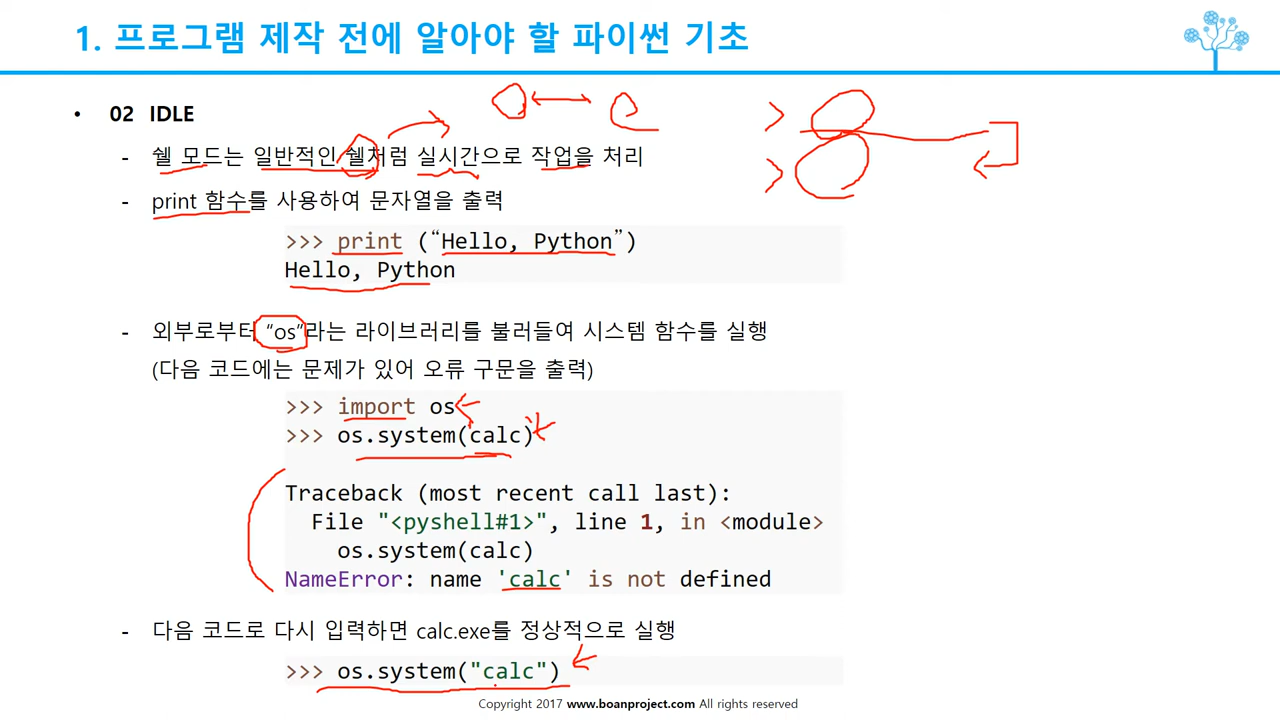 1. 프로그램 제작 전에 알아야 할 파이썬 기초
• 02 IDLE
- 쉘 모드는 일반적인 쉘처럼 실시간으로 작업을 처리
- print 함수를 사용하여 문자열을 출력
>>> print (“Hello, Python”)
Hello, Python
- 외부로부터 “os”라는 라이브러리를 불러들여 시스템 함수를 실행
(다음 코드에는 문제가 있어 오류 구문을 출력)
>>> import os
>>> os.system(calc)
Traceback (most recent call last):
File "<pyshell#1>", line 1, in <module>
os.system(calc)
NameError: name 'calc' is not defined
- 다음 코드로 다시 입력하면 calc.exe를 정상적으로 실행
>>> os.system("calc")
Copyright 2017 www.boanproject.com All rights reserved